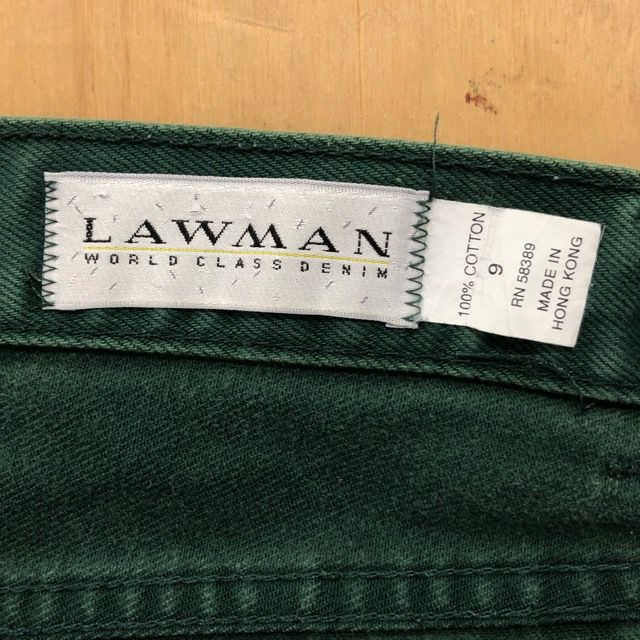 LAWMAN
WORLD CLASS DENIM
100% COTTON
9
RN 58389
MADE IN
HONG KONG